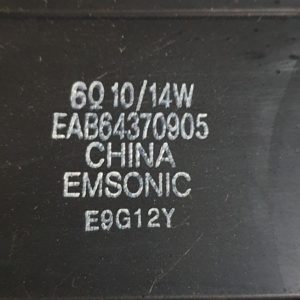 6Ω 10/14W
EAB64370905
CHINA
EMSONIC
E9G12Y